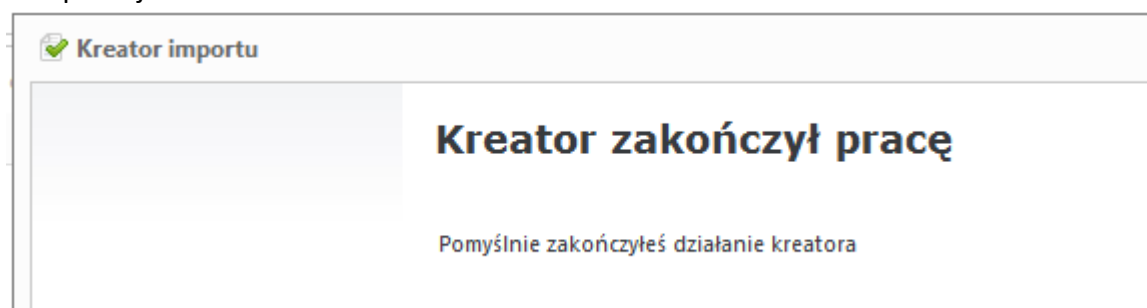 Kreator importu
Kreator zakończył pracę
Pomyślnie zakończyłeś działanie kreatora